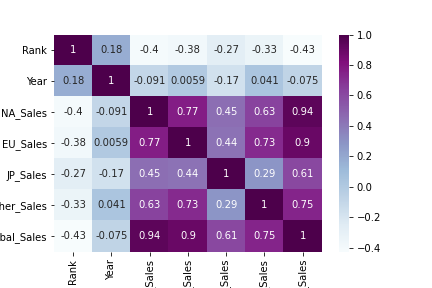 Rank 1 0.18 -0.4 -0.38 -0.27 -0.33 -0.43
Year 0.18 1 -0.091 0.0059 -0.17 0.041 -0.075
NA_Sales -0.4 -0.091 1 0.77 0.45 0.63 0.94
EU_Sales -0.38 0.0059 0.77 1 0.44 0.73 0.9
JP_Sales -0.27 -0.17 0.45 0.44 1 0.29 0.61
her_Sales -0.33 0.041 0.63 0.73 0.29 1 0.75
bal_Sales -0.43 -0.075 0.94 0.9 0.61 0.75 1
Rank Year _Sales _Sales _Sales _Sales _Sales
1.0
0.8
0.6
0.4
0.2
0.0
−0.2
−0.4